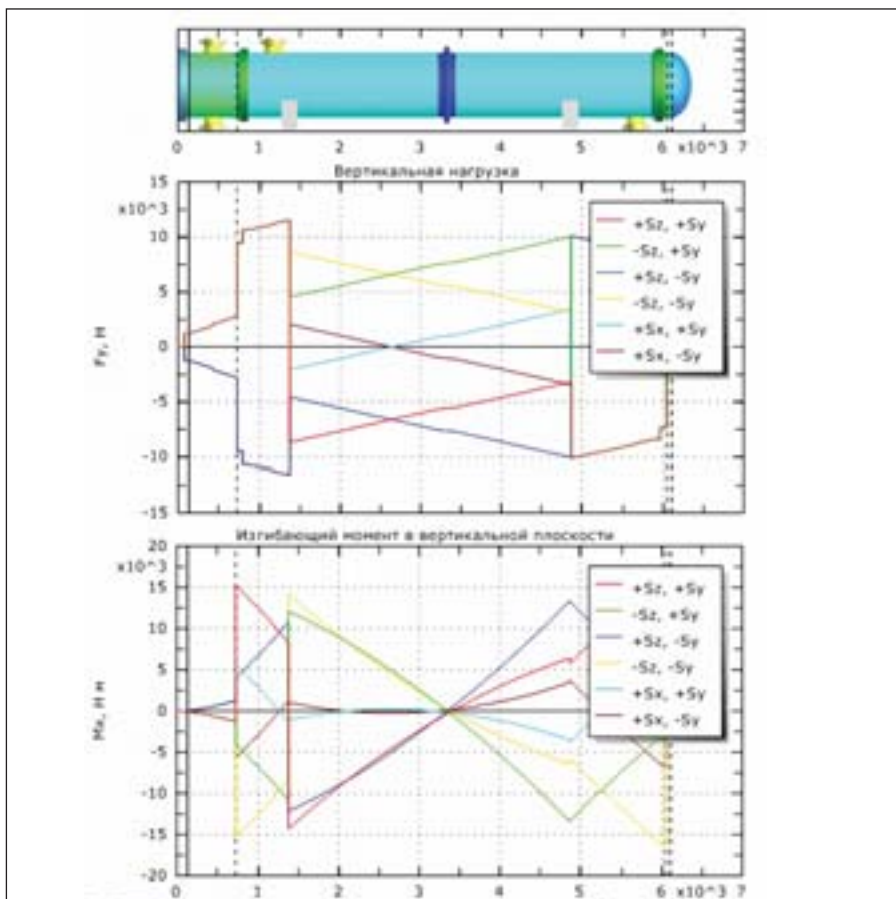 0 1 2 3 4 5 6 x10^3 7
Вертикальная нагрузка
15
x10^3
10
5
0
-5
-10
-15
Fy, Н
+Sz, +Sy
-Sz, +Sy
+Sz, -Sy
-Sz, -Sy
+Sx, +Sy
+Sx, -Sy
Изгибающий момент в вертикальной плоскости
20
x10^3
15
10
5
0
-5
-10
-15
-20
Mx, Н м
+Sz, +Sy
-Sz, +Sy
+Sz, -Sy
-Sz, -Sy
+Sx, +Sy
+Sx, -Sy
0 1 2 3 4 5 6 x10^3 7